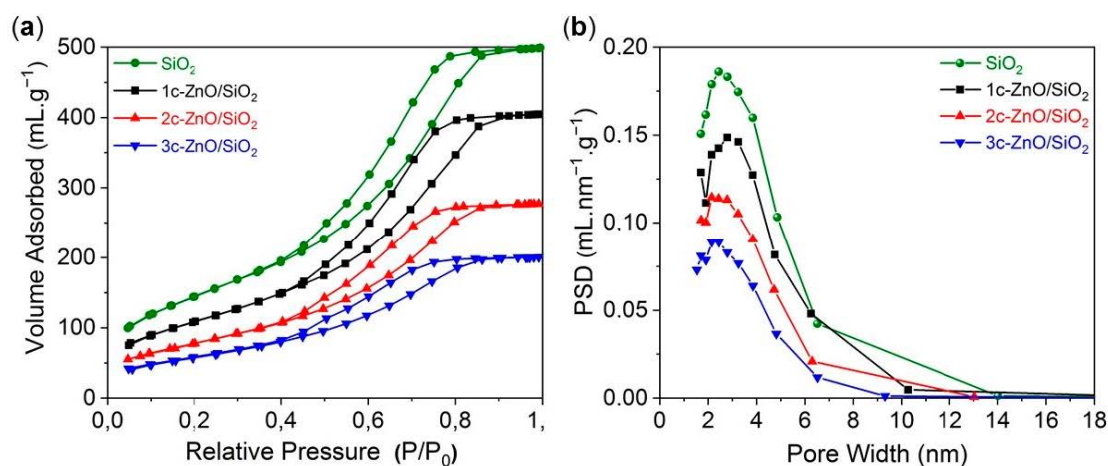 (a)
500
400
300
200
100
0
Volume Adsorbed (mL.g⁻¹)
SiO₂
1c-ZnO/SiO₂
2c-ZnO/SiO₂
3c-ZnO/SiO₂
0,0 0,2 0,4 0,6 0,8 1,
Relative Pressure (P/P₀)
(b)
0.20
0.15
0.10
0.05
0.00
PSD (mL.nm⁻¹.g⁻¹)
SiO₂
1c-ZnO/SiO₂
2c-ZnO/SiO₂
3c-ZnO/SiO₂
0 2 4 6 8 10 12 14 16 18
Pore Width (nm)